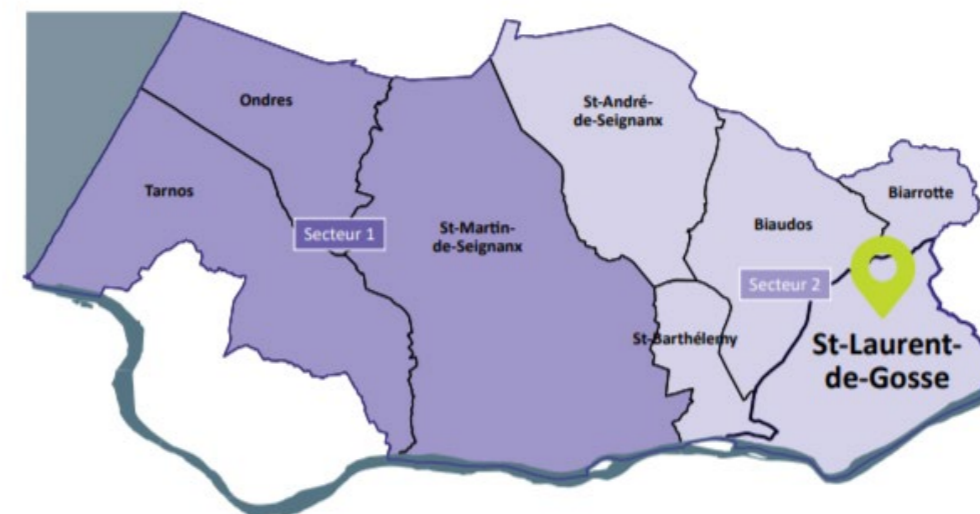 Ondres
St-André-
de-Seignanx
Tarnos
Biarrotte
Secteur 1
St-Martin-
de-Seignanx
Biaudos
Secteur 2
St-Barthélemy
St-Laurent-
de-Gosse